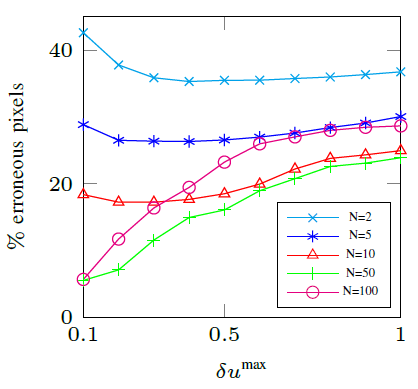 % erroneous pixels
40
20
0
0.1
0.5
1
δu^max
N=2
N=5
N=10
N=50
N=100